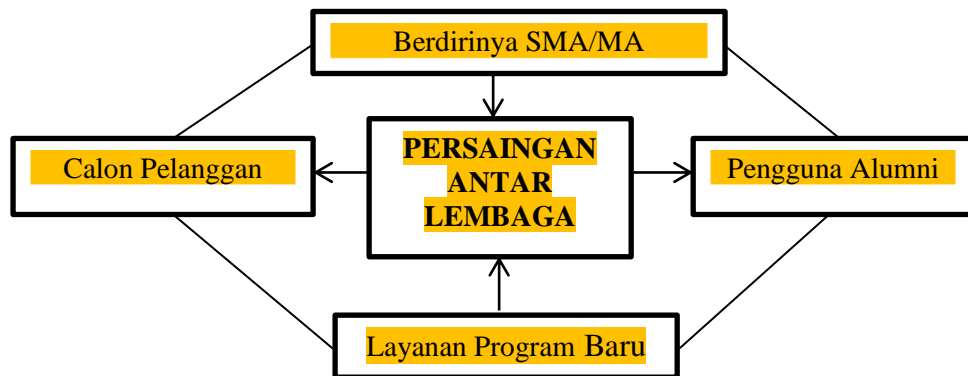 Berdirinya SMA/MA
Calon Pelanggan
PERSAINGAN
ANTAR
LEMBAGA
Pengguna Alumni
Layanan Program Baru